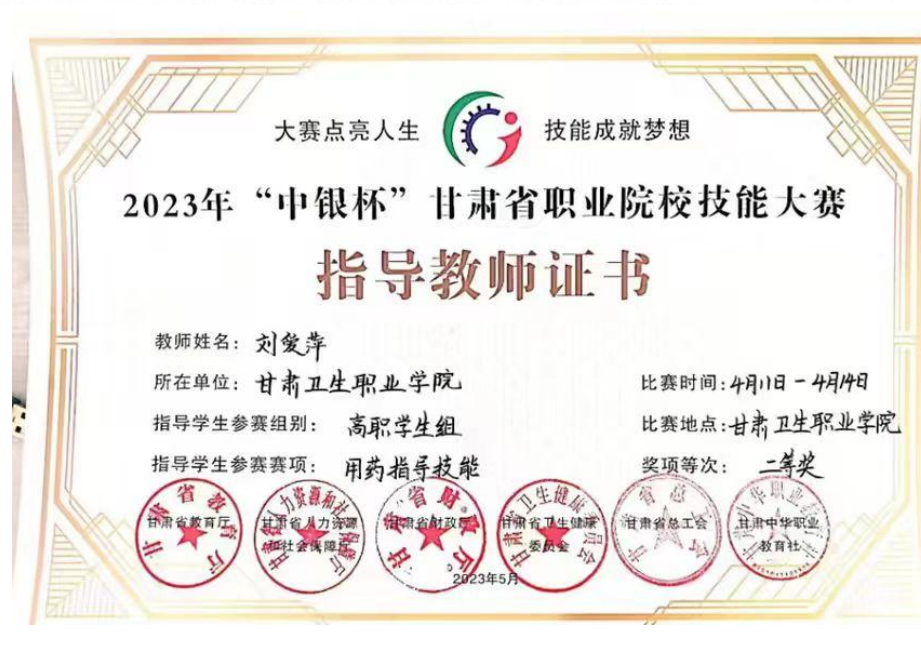 大赛点亮人生 技能成就梦想
2023年“中银杯”甘肃省职业院校技能大赛
指导教师证书
教师姓名：刘爱萍
所在单位：甘肃卫生职业学院 比赛时间：4月11日－4月14日
指导学生参赛组别：高职学生组 比赛地点：甘肃卫生职业学院
指导学生参赛赛项：用药指导技能 奖项等次：二等奖
甘肃省教育厅 甘肃省人力资源和社会保障厅 甘肃省财政厅 甘肃省卫生健康委员会 甘肃省总工会 甘肃中华职业教育社
2023年5月